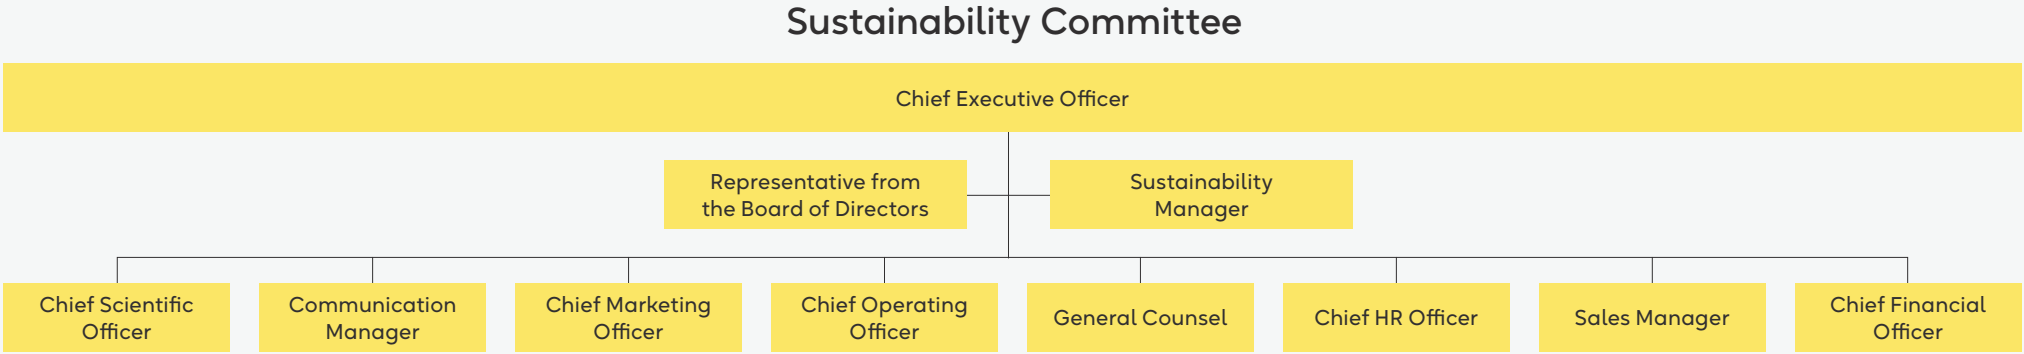 Sustainability Committee
Chief Executive Officer
Representative from
the Board of Directors
Sustainability
Manager
Chief Scientific
Officer
Communication
Manager
Chief Marketing
Officer
Chief Operating
Officer
General Counsel
Chief HR Officer
Sales Manager
Chief Financial
Officer